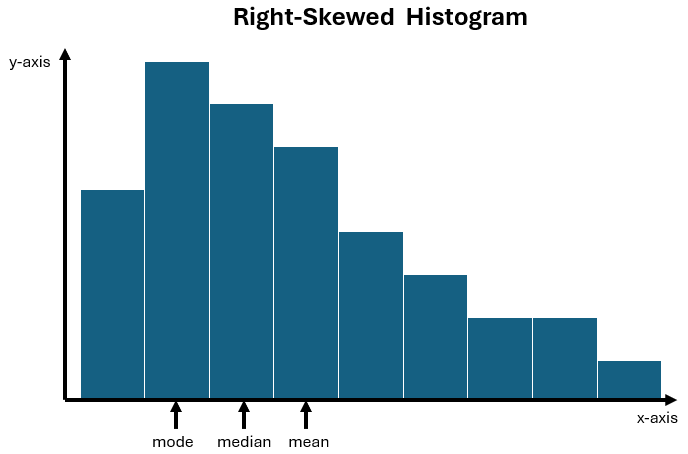 Right-Skewed Histogram
y-axis
x-axis
mode median mean